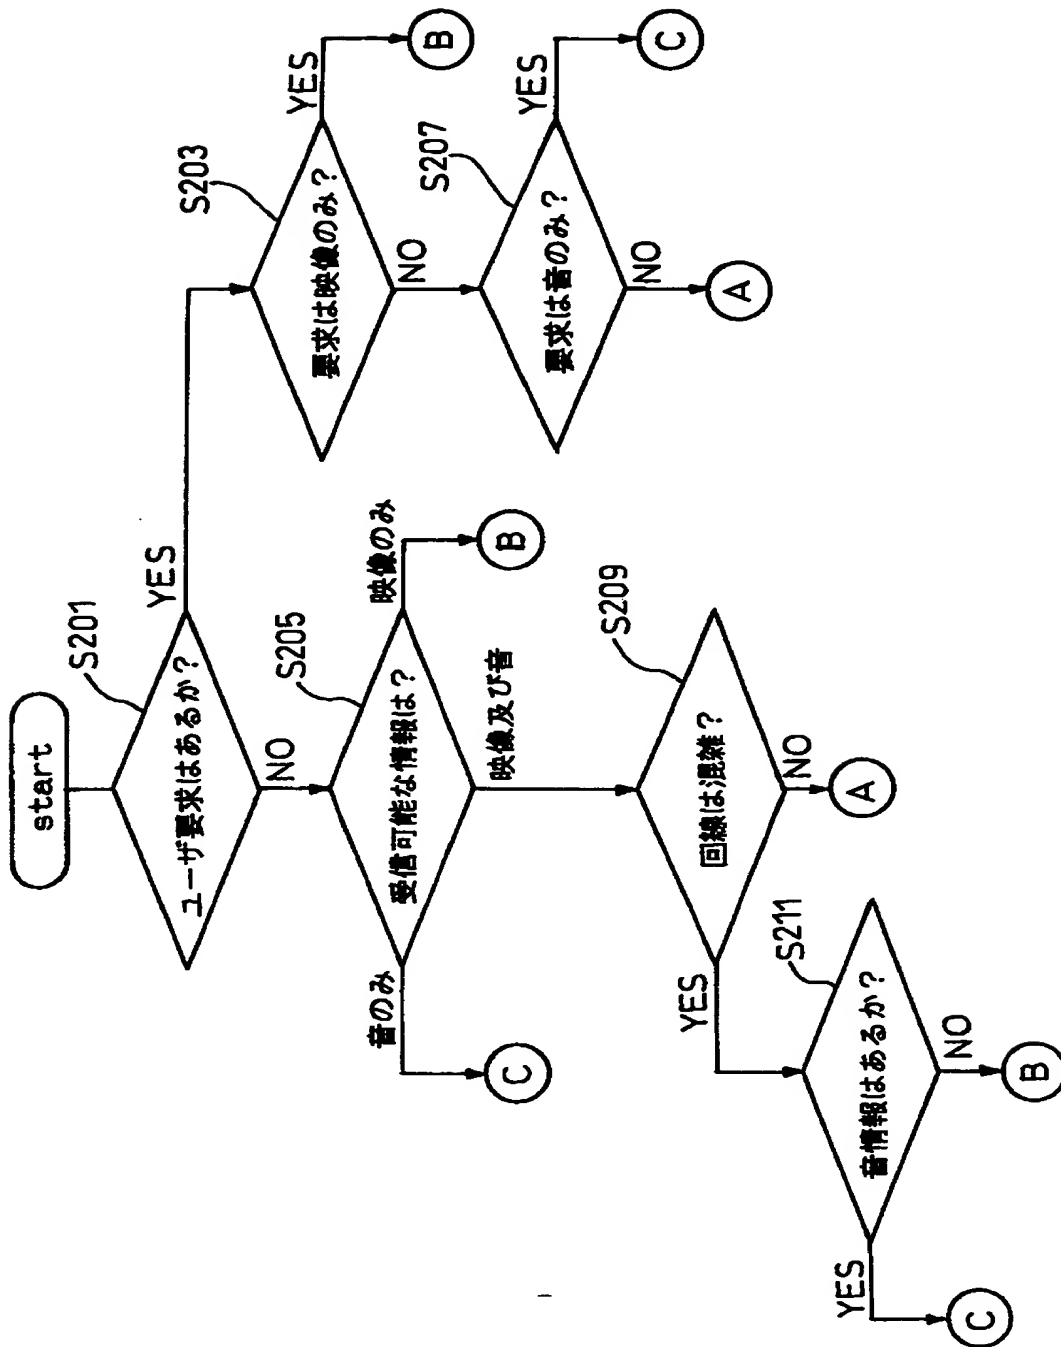 start
S201
ユーザ要求はあるか?
YES
NO
S203
要求は映像のみ?
YES
B
NO
S207
要求は音のみ?
YES
C
NO
A
S205
受信可能な情報は?
映像のみ
B
音のみ
C
映像及び音
S209
回線は混雑?
NO
A
YES
S211
音情報はあるか?
NO
B
YES
C